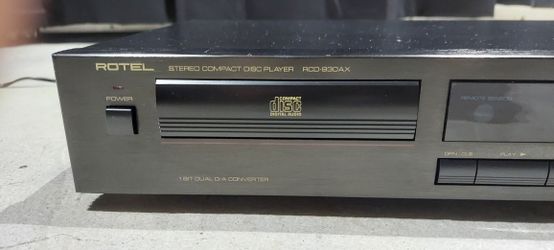 ROTEL
STEREO COMPACT DISC PLAYER RCD-930AX
POWER
COMPACT
disc
DIGITAL AUDIO
REMOTE SENSOR
OPN./CLS.
PLAY
1 BIT DUAL D/A CONVERTER